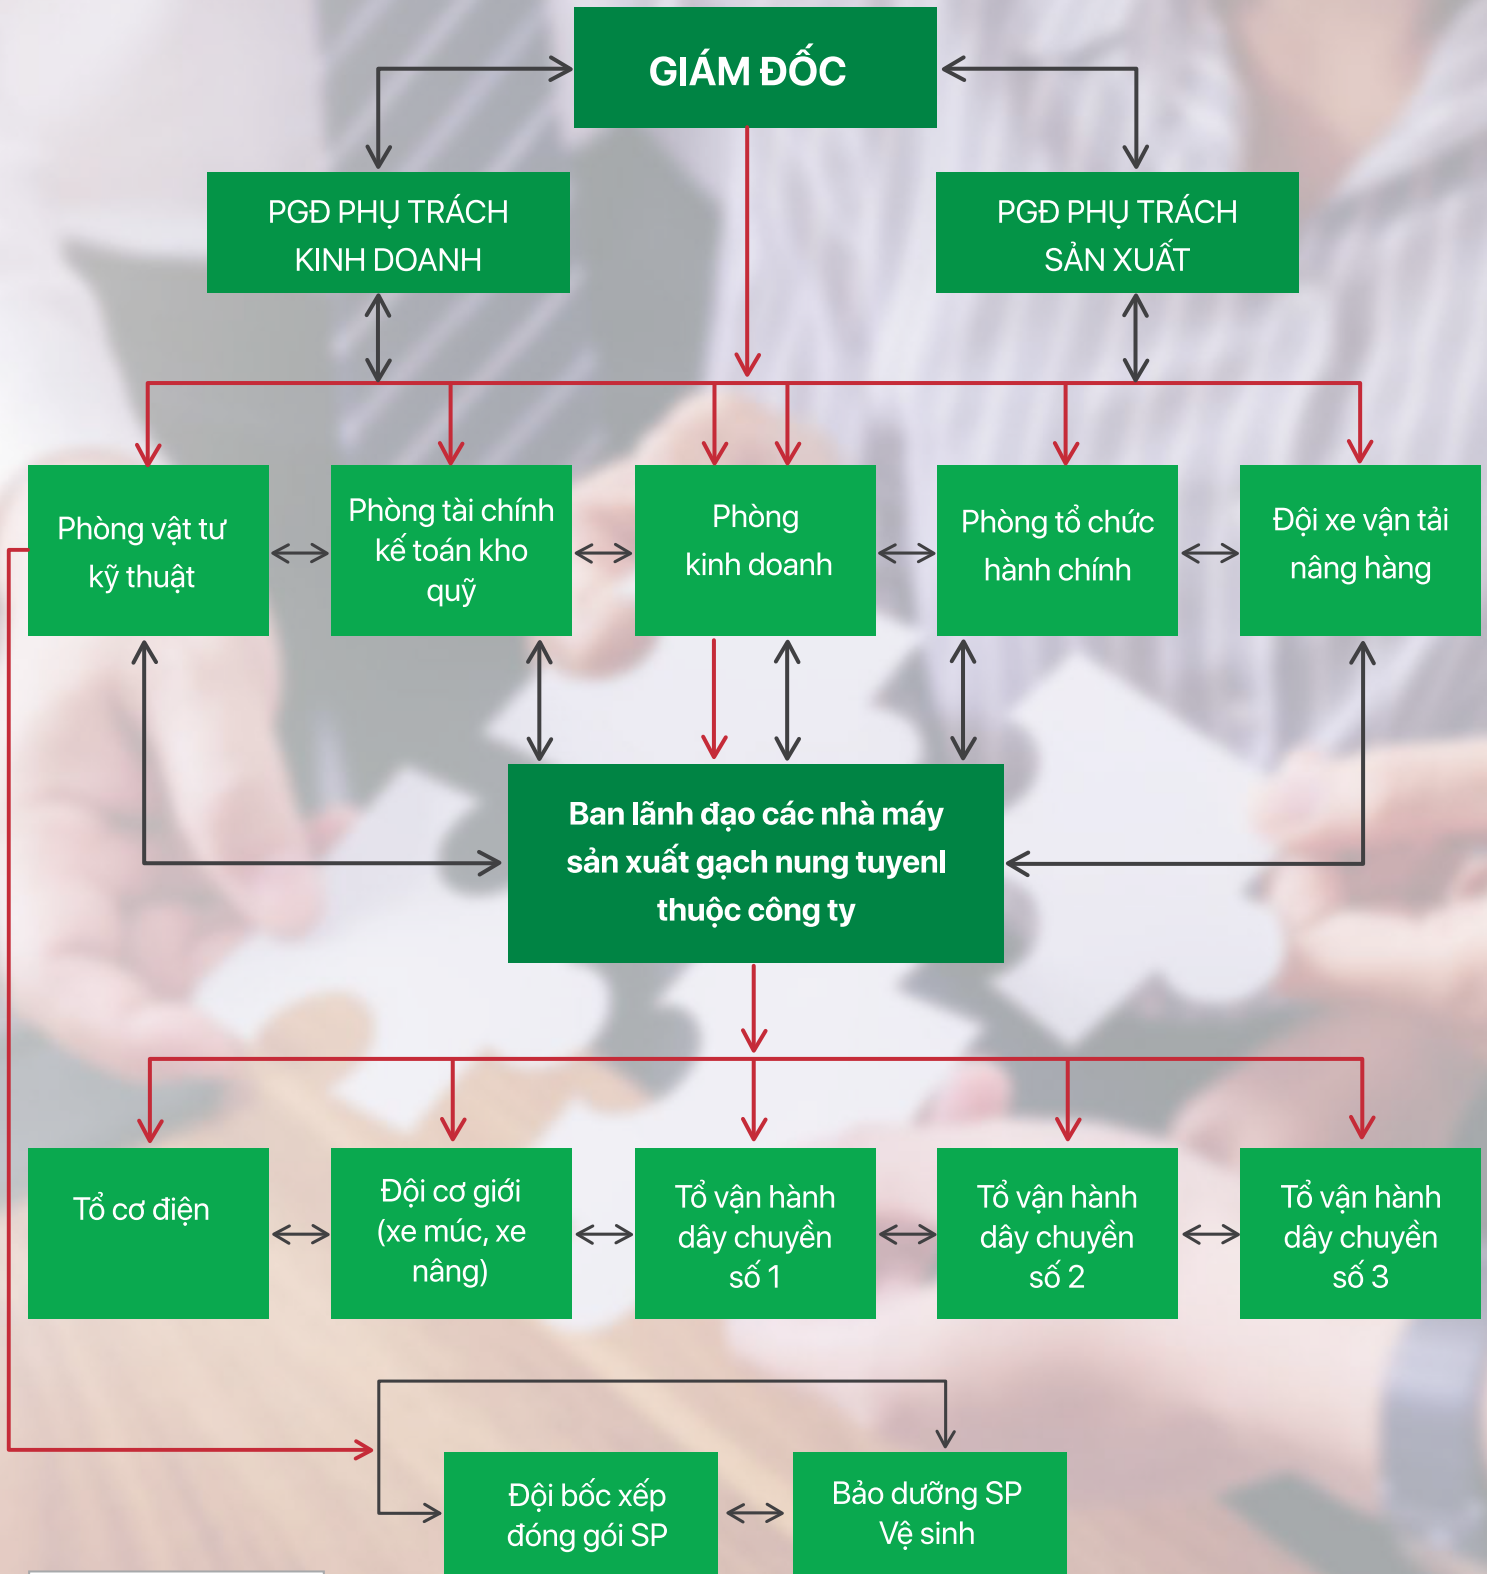 GIÁM ĐỐC
PGĐ PHỤ TRÁCH
KINH DOANH
PGĐ PHỤ TRÁCH
SẢN XUẤT
Phòng vật tư
kỹ thuật
Phòng tài chính
kế toán kho
quỹ
Phòng
kinh doanh
Phòng tổ chức
hành chính
Đội xe vận tải
nâng hàng
Ban lãnh đạo các nhà máy
sản xuất gạch nung tuyenl
thuộc công ty
Tổ cơ điện
Đội cơ giới
(xe múc, xe
nâng)
Tổ vận hành
dây chuyền
số 1
Tổ vận hành
dây chuyền
số 2
Tổ vận hành
dây chuyền
số 3
Đội bốc xếp
đóng gói SP
Bảo dưỡng SP
Vệ sinh